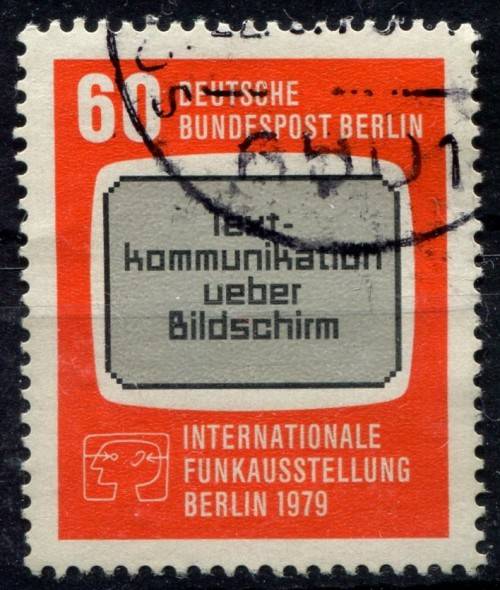 60 DEUTSCHE
BUNDESPOST BERLIN
Text-
kommunikation
ueber
Bildschirm
INTERNATIONALE
FUNKAUSSTELLUNG
BERLIN 1979